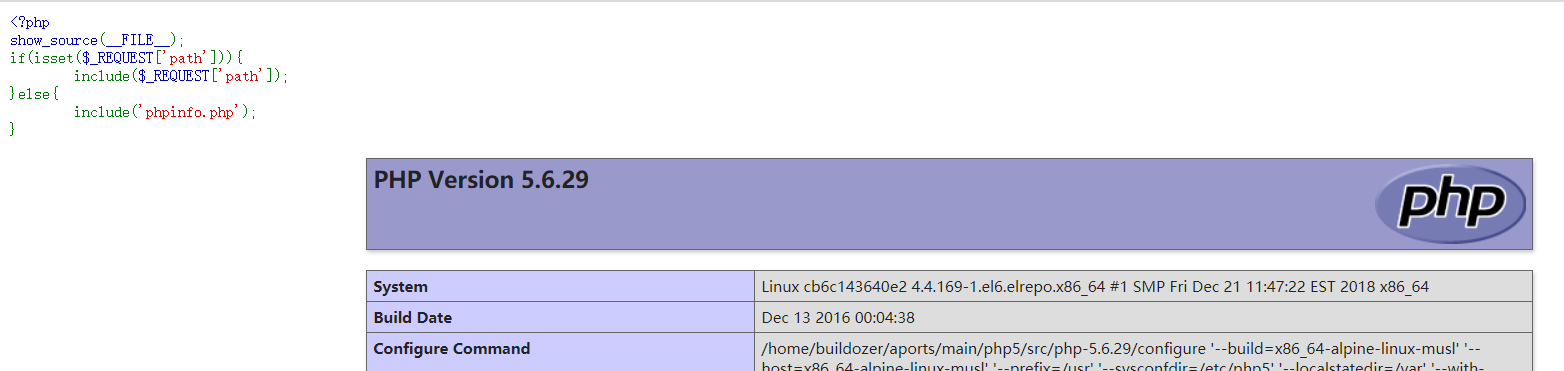 <?php
show_source(__FILE__);
if(isset($_REQUEST['path'])){
        include($_REQUEST['path']);
}else{
        include('phpinfo.php');
}
PHP Version 5.6.29
php
System Linux cb6c143640e2 4.4.169-1.el6.elrepo.x86_64 #1 SMP Fri Dec 21 11:47:22 EST 2018 x86_64
Build Date Dec 13 2016 00:04:38
Configure Command /home/buildozer/aports/main/php5/src/php-5.6.29/configure '--build=x86_64-alpine-linux-musl' '--
host=x86_64-alpine-linux-musl' '--prefix=/usr' '--sysconfdir=/etc/php5' '--localstatedir=/var' '--with-